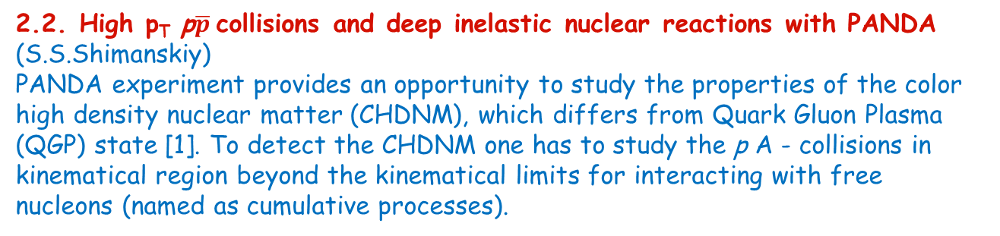 2.2. High p_T pp̅ collisions and deep inelastic nuclear reactions with PANDA
(S.S.Shimanskiy)
PANDA experiment provides an opportunity to study the properties of the color
high density nuclear matter (CHDNM), which differs from Quark Gluon Plasma
(QGP) state [1]. To detect the CHDNM one has to study the p A - collisions in
kinematical region beyond the kinematical limits for interacting with free
nucleons (named as cumulative processes).